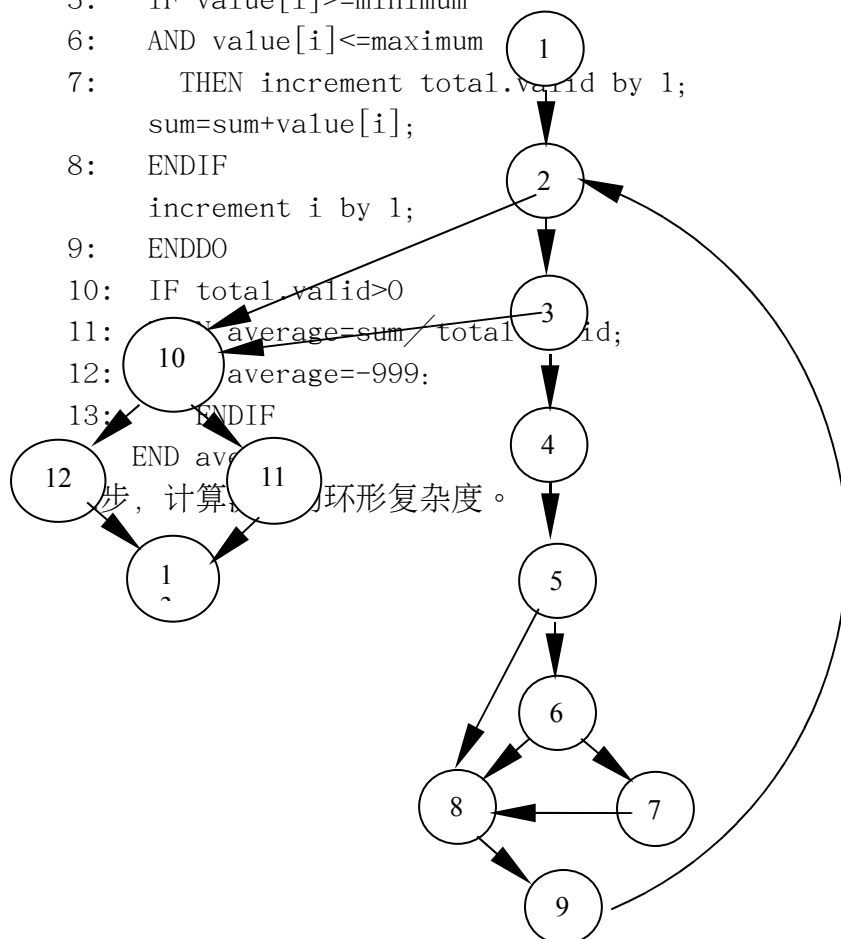 5: IF value[i]>=minimum
6: AND value[i]<=maximum
7: THEN increment total.valid by 1;
sum=sum+value[i];
8: ENDIF
increment i by 1;
9: ENDDO
10: IF total.valid>0
11: average=sum/total id;
12: average=-999:
13: ENDIF
END
步,计算 环形复杂度。
1
2
3
10
4
12
11
5
6
8
7
9